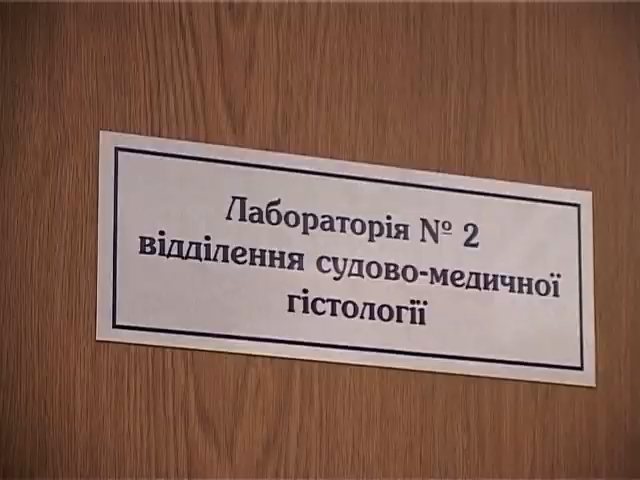 Лабораторія № 2
відділення судово-медичної
гістології